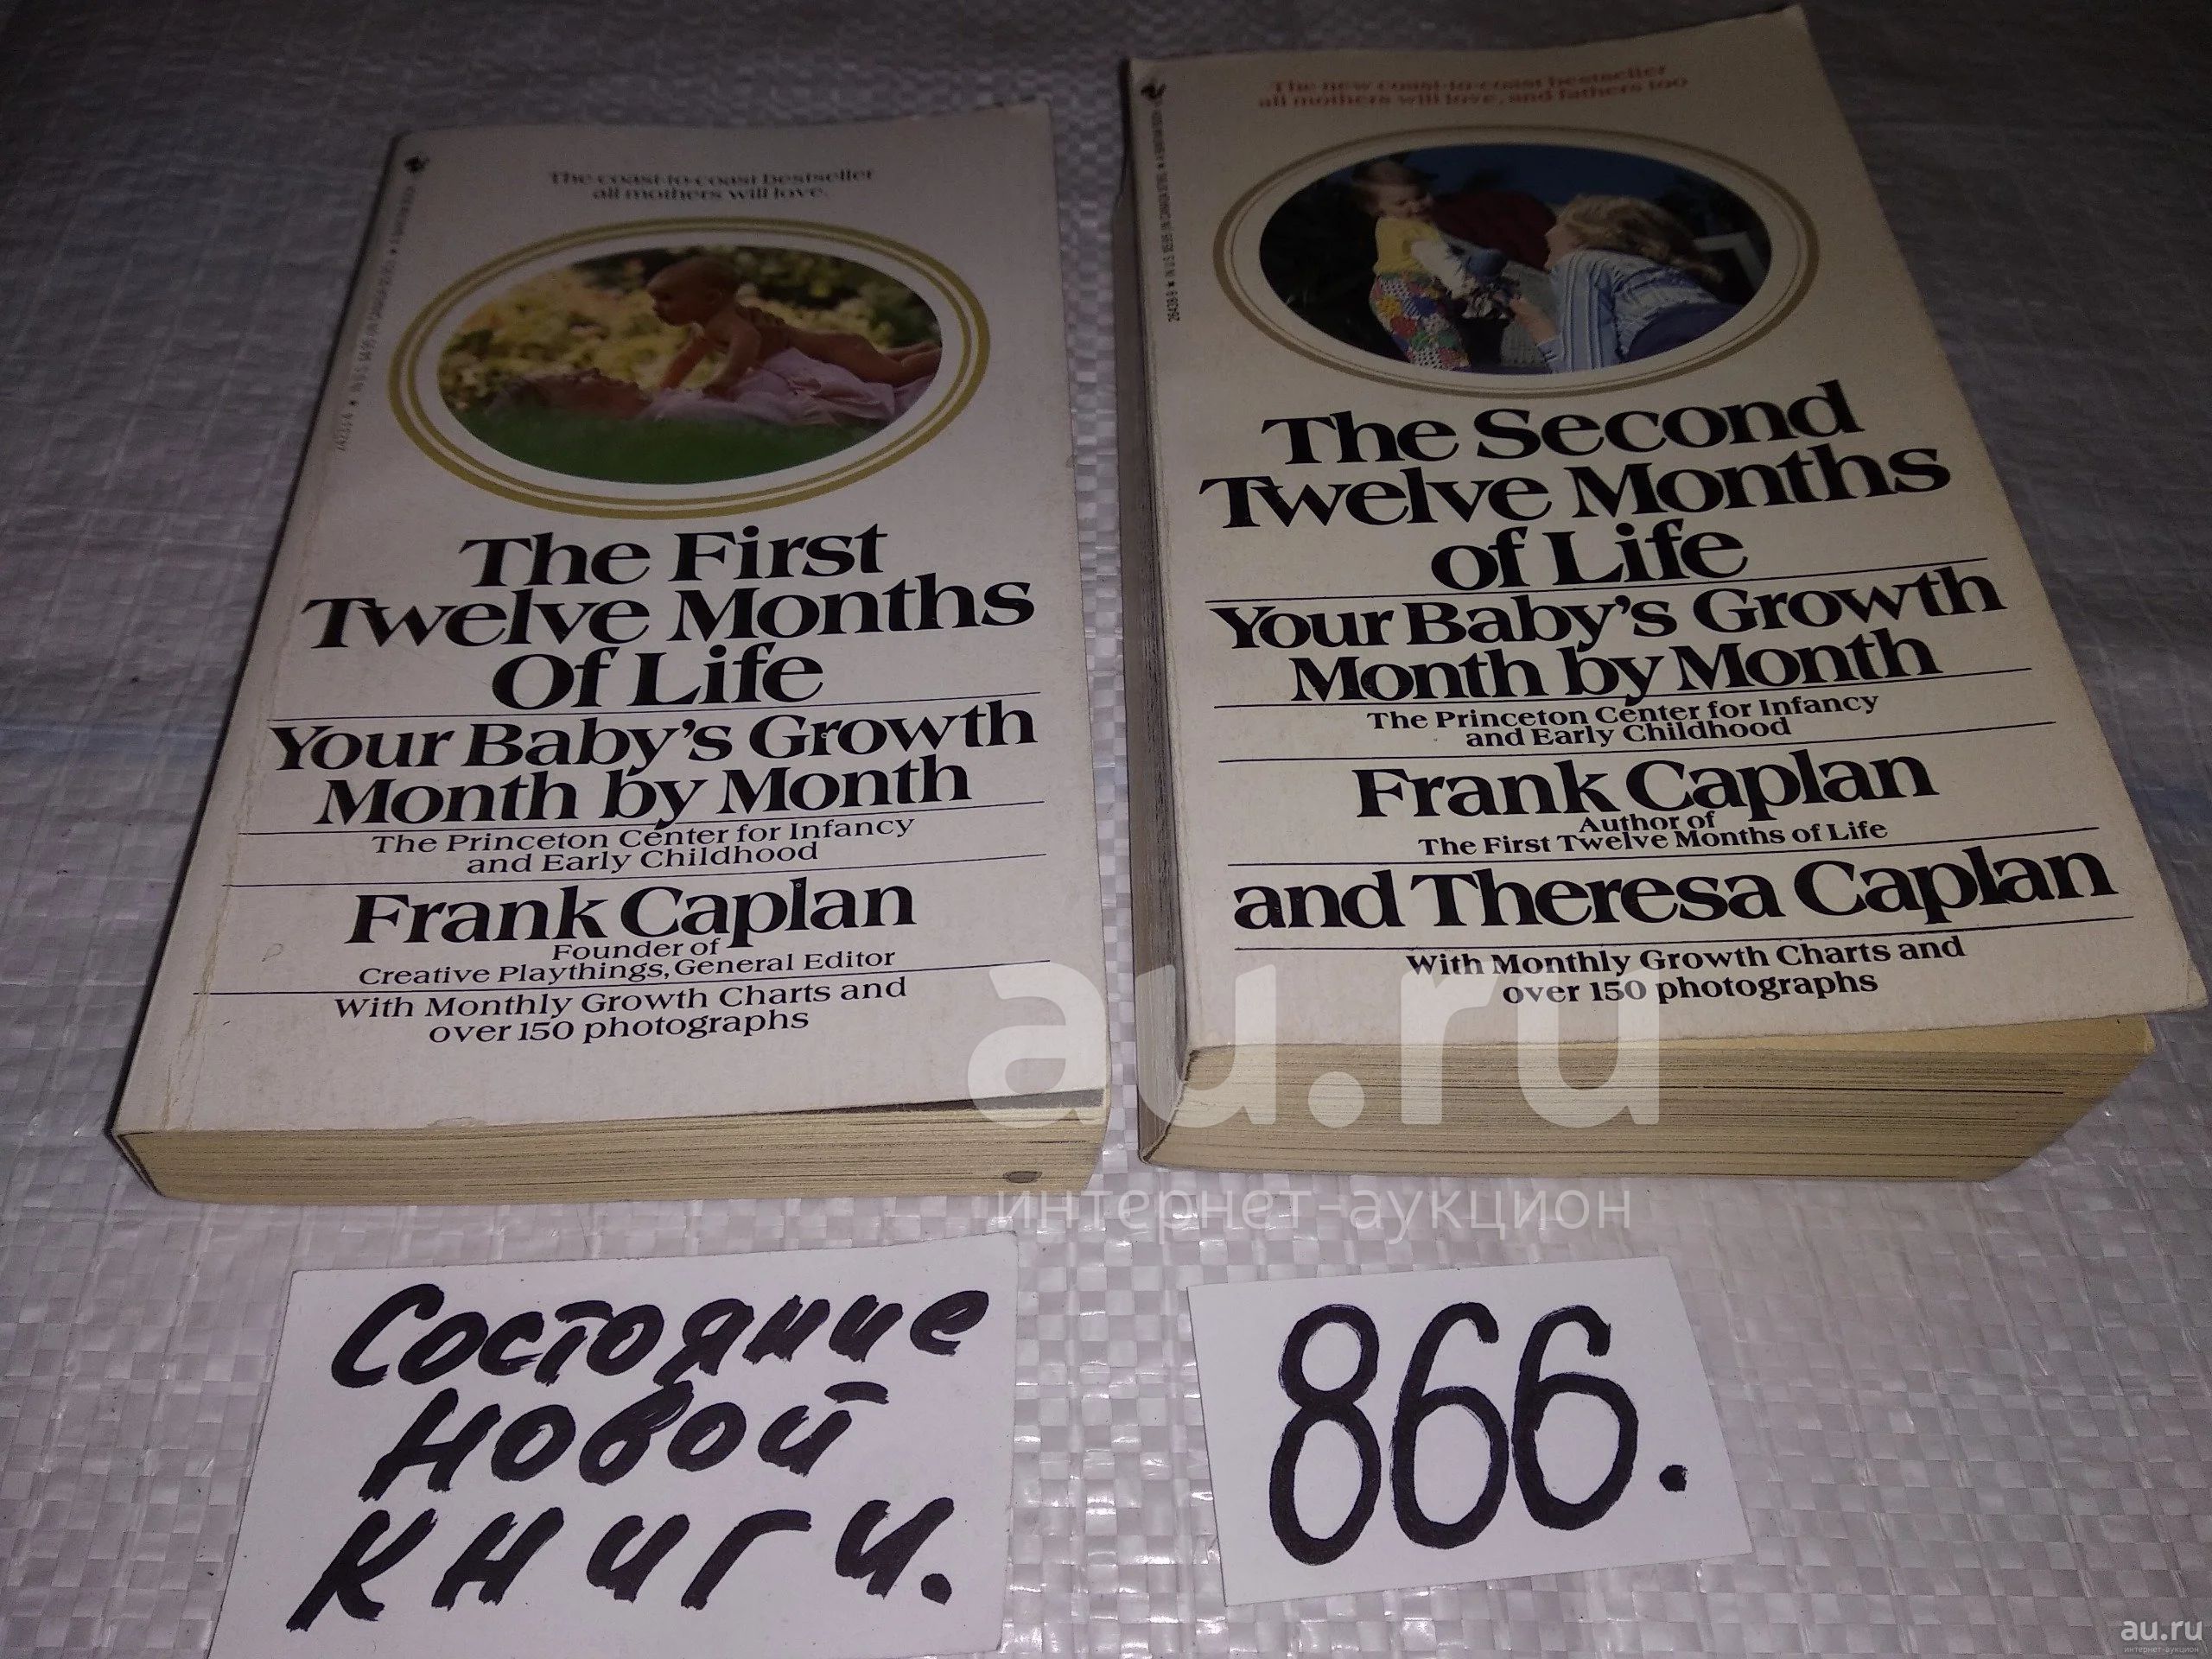 The coast-to-coast bestseller
all mothers will love.
The First
Twelve Months
Of Life
Your Baby's Growth
Month by Month
The Princeton Center for Infancy
and Early Childhood
Frank Caplan
Founder of
Creative Playthings, General Editor
With Monthly Growth Charts and
over 150 photographs
The new coast-to-coast bestseller
all mothers will love, and fathers too
The Second
Twelve Months
of Life
Your Baby's Growth
Month by Month
The Princeton Center for Infancy
and Early Childhood
Frank Caplan
Author of
The First Twelve Months of Life
and Theresa Caplan
With Monthly Growth Charts and
over 150 photographs
au.ru
интернет-аукцион
Состояние
новой
книги.
866.
au.ru
интернет-аукцион